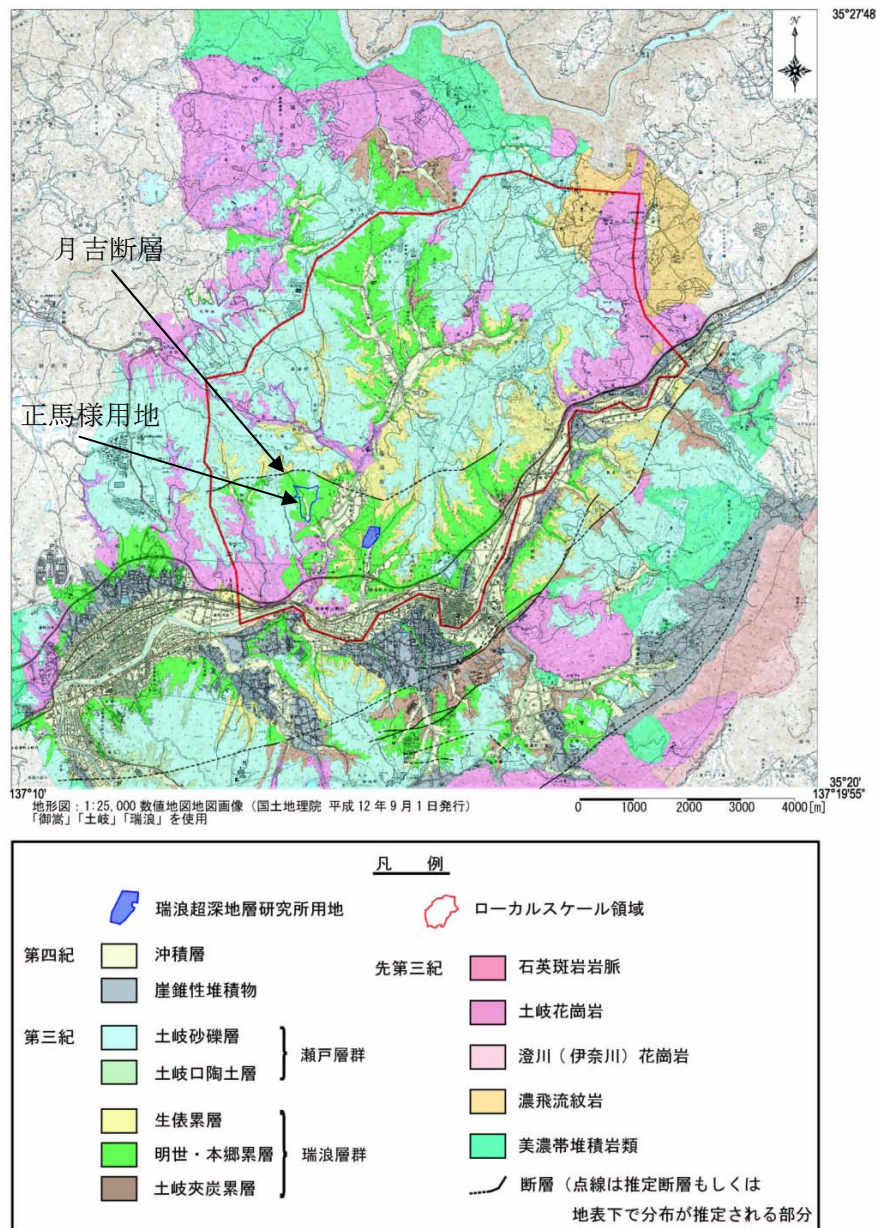 35°27'48"
N
月吉断層
正馬様用地
35°20'
137°10'
137°19'55"
地形図：1:25,000 数値地図地図画像（国土地理院 平成12年9月1日発行）
「御嵩」「土岐」「瑞浪」を使用
0 1000 2000 3000 4000[m]
凡 例
瑞浪超深地層研究所用地
ローカルスケール領域
第四紀
沖積層
崖錐性堆積物
第三紀
土岐砂礫層
土岐口陶土層
瀬戸層群
生俵累層
明世・本郷累層
土岐夾炭累層
瑞浪層群
先第三紀
石英斑岩岩脈
土岐花崗岩
澄川（伊奈川）花崗岩
濃飛流紋岩
美濃帯堆積岩類
断層（点線は推定断層もしくは
地表下で分布が推定される部分